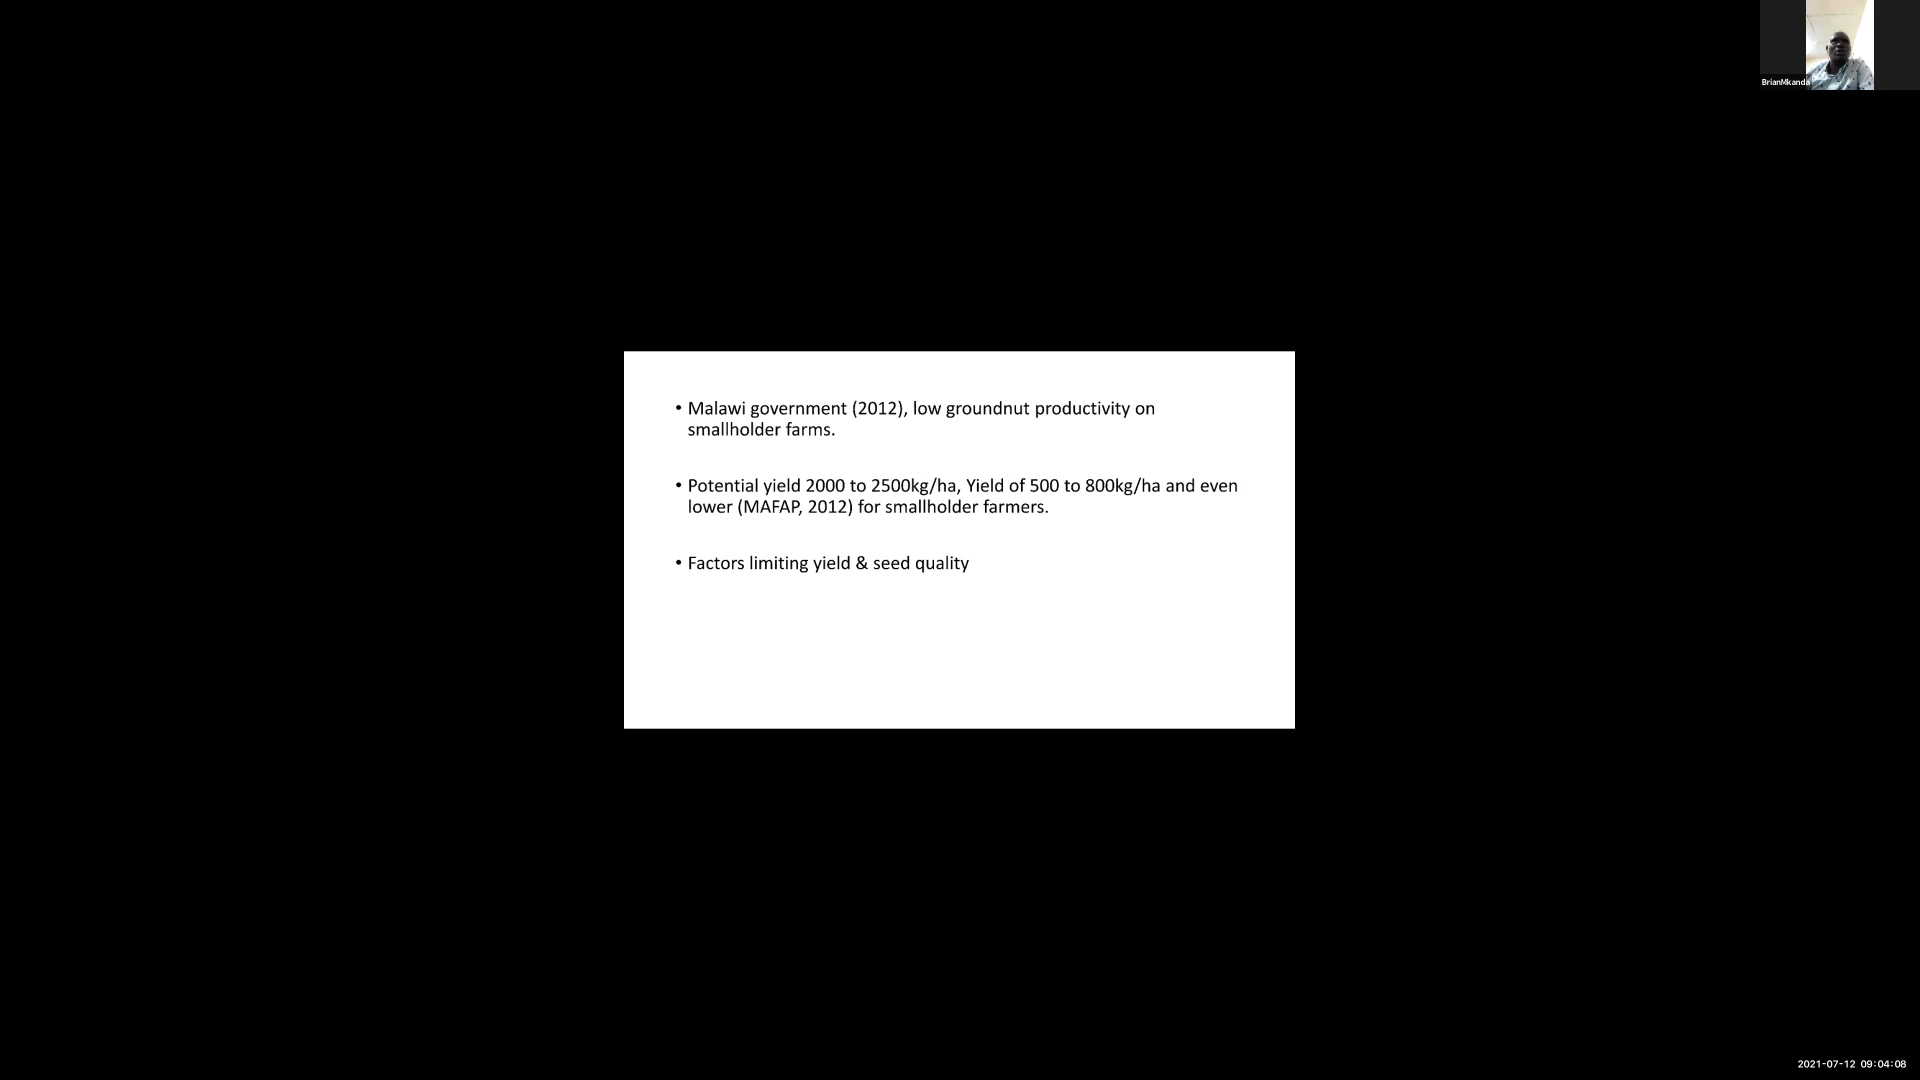 BrianMkanda
• Malawi government (2012), low groundnut productivity on
smallholder farms.
• Potential yield 2000 to 2500kg/ha, Yield of 500 to 800kg/ha and even
lower (MAFAP, 2012) for smallholder farmers.
• Factors limiting yield & seed quality
2021-07-12 09:04:08